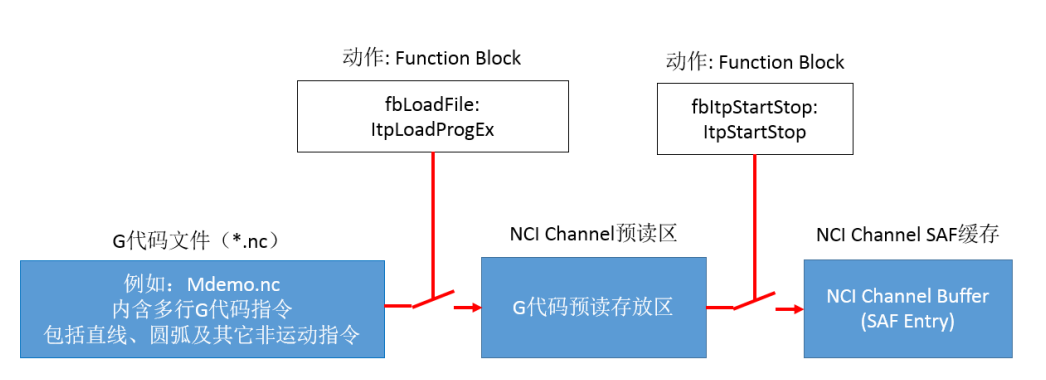 动作: Function Block
fbLoadFile:
ItpLoadProgEx
动作: Function Block
fbItpStartStop:
ItpStartStop
G代码文件（*.nc）
例如：Mdemo.nc
内含多行G代码指令
包括直线、圆弧及其它非运动指令
NCI Channel预读区
G代码预读存放区
NCI Channel SAF缓存
NCI Channel Buffer
(SAF Entry)